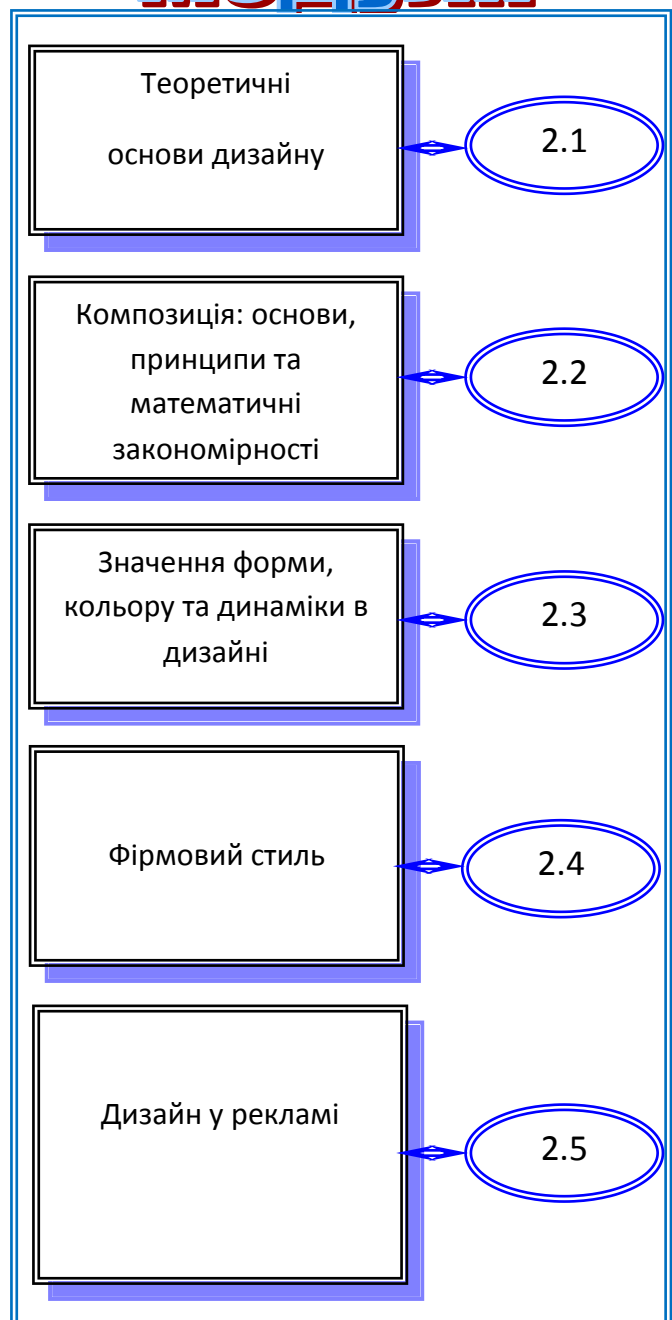 Теоретичні
основи дизайну
2.1
Композиція: основи,
принципи та
математичні
закономірності
2.2
Значення форми,
кольору та динаміки в
дизайні
2.3
Фірмовий стиль
2.4
Дизайн у рекламі
2.5